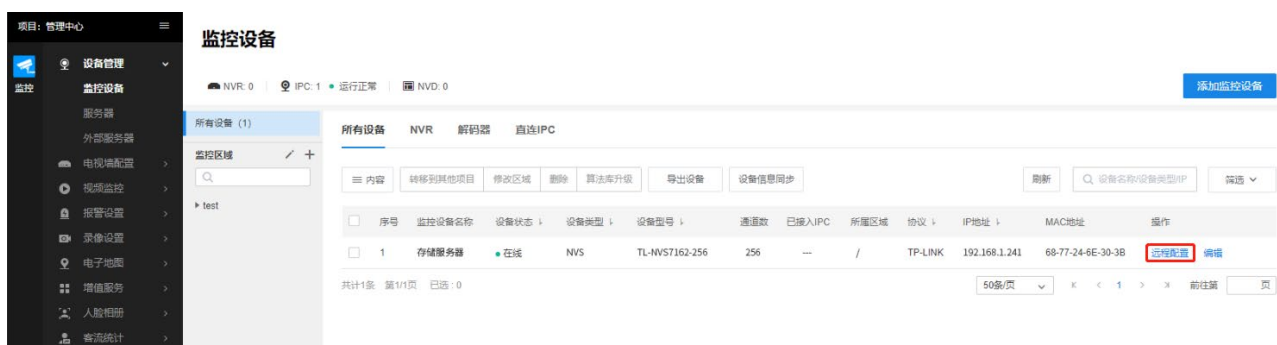 项目: 管理中心
监控
设备管理
监控设备
服务器
外部服务器
电视墙配置
视频监控
报警设置
录像设置
电子地图
增值服务
人脸相册
客流统计
监控设备
NVR: 0 IPC: 1 运行正常 NVD: 0
添加监控设备
所有设备 (1)
监控区域
test
所有设备 NVR 解码器 直连IPC
内容 转移到其他项目 修改区域 删除 算法库升级 导出设备 设备信息同步 刷新 设备名称/设备类型/IP 筛选
序号 监控设备名称 设备状态 设备类型 设备型号 通道数 已接入IPC 所属区域 协议 IP地址 MAC地址 操作
1 存储服务器 在线 NVS TL-NVS7162-256 256 --- / TP-LINK 192.168.1.241 68-77-24-6E-30-3B 远程配置 编辑
共计1条 第1/1页 已选 : 0 50条/页 1 前往第 页